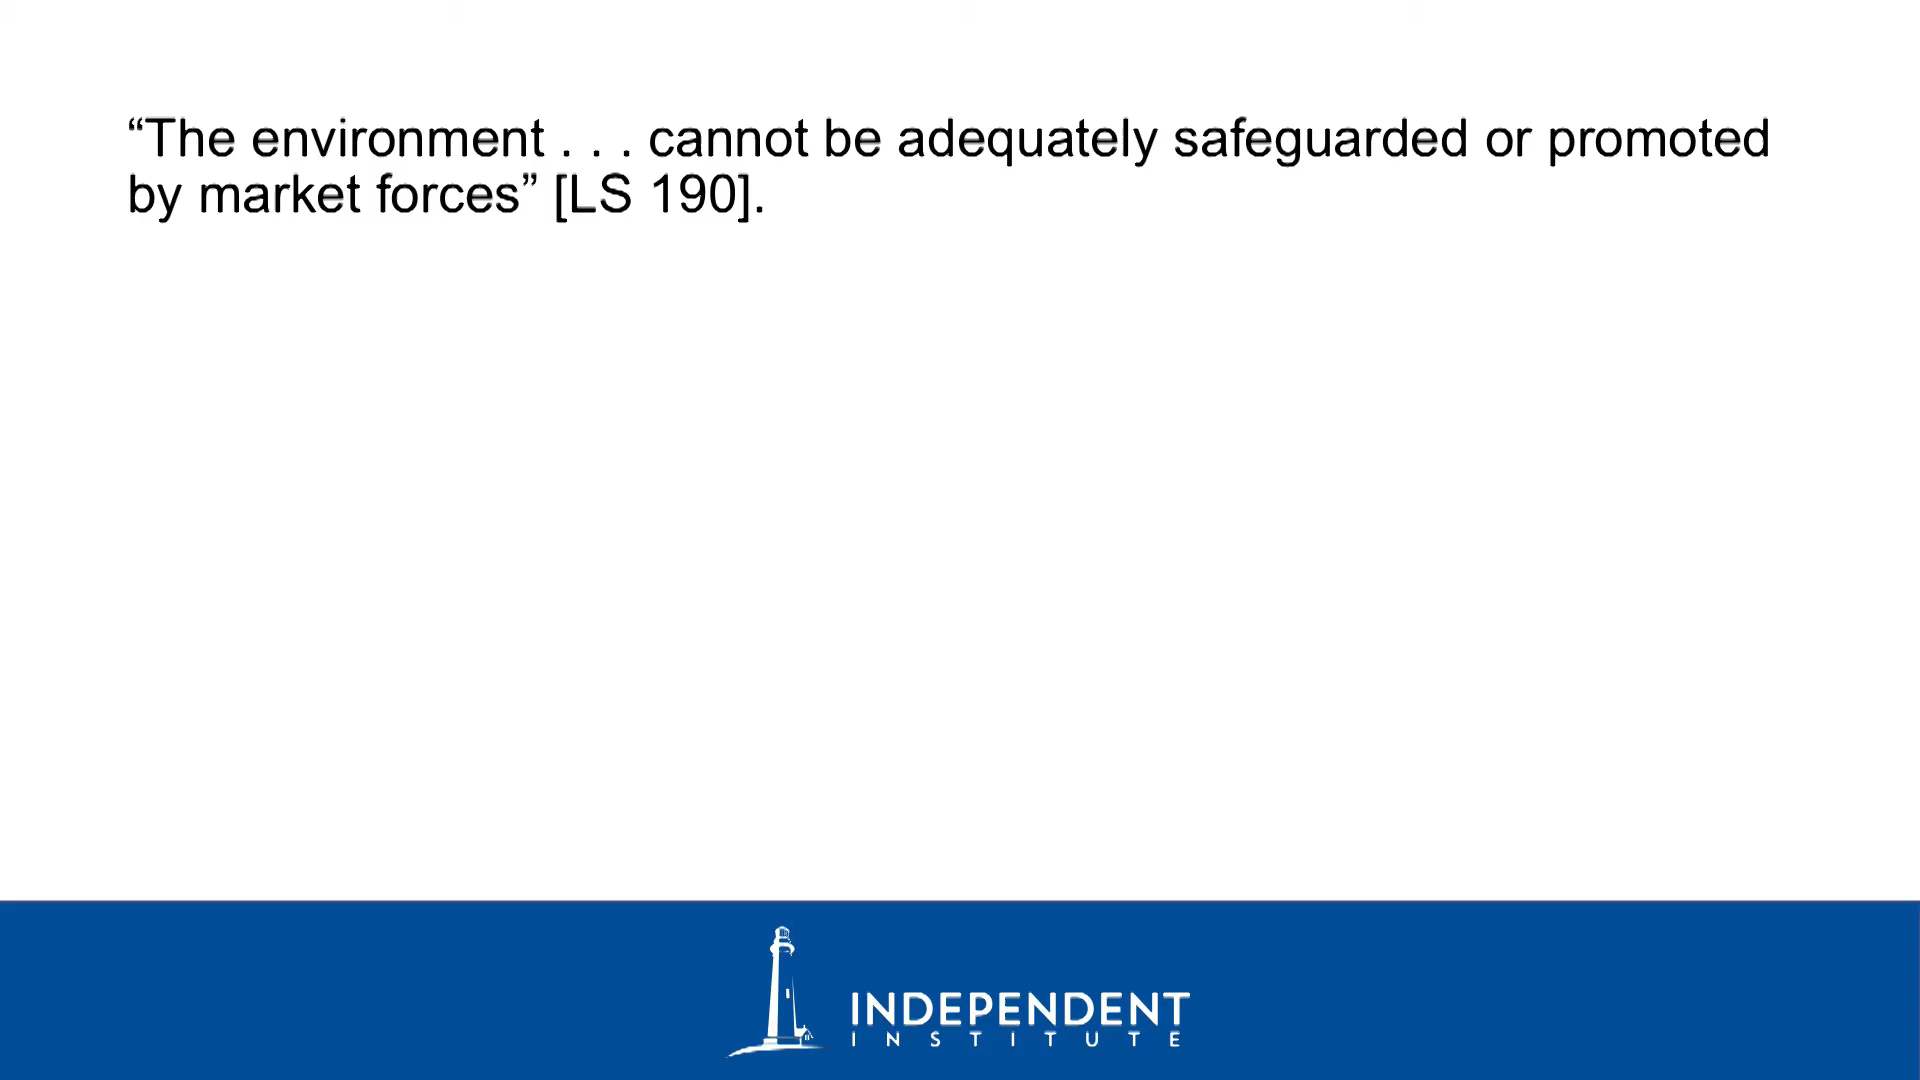 “The environment . . . cannot be adequately safeguarded or promoted
by market forces” [LS 190].
INDEPENDENT
INSTITUTE